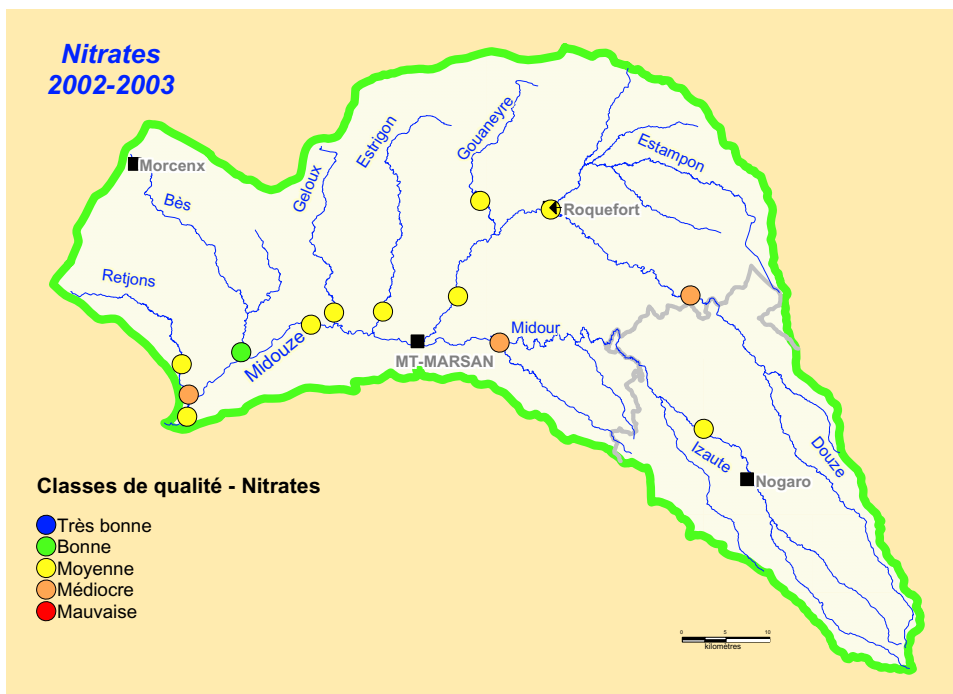 Nitrates
2002-2003
Morcenx
Bès
Retjons
Geloux
Estrigon
Gouaneyre
Estampon
Roquefort
Midouze
MT-MARSAN
Midour
Izaute
Douze
Nogaro
Classes de qualité - Nitrates
Très bonne
Bonne
Moyenne
Médiocre
Mauvaise
0 5 10
kilomètres